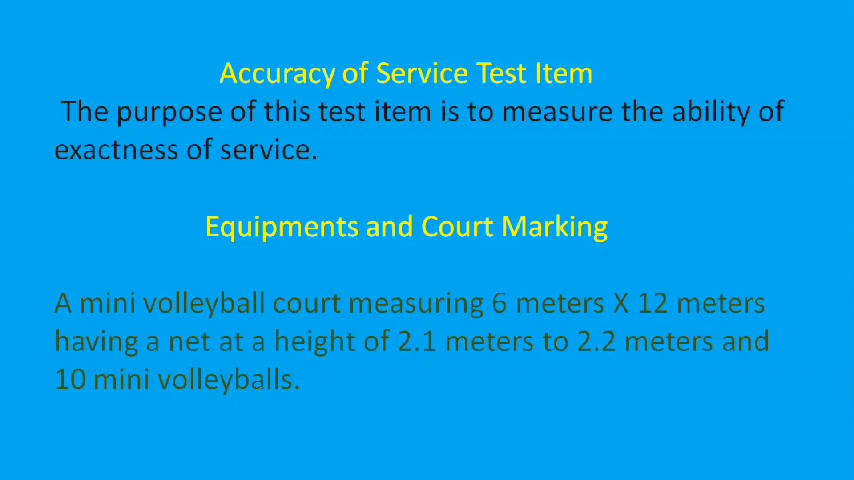 Accuracy of Service Test Item
The purpose of this test item is to measure the ability of
exactness of service.
Equipments and Court Marking
A mini volleyball court measuring 6 meters X 12 meters
having a net at a height of 2.1 meters to 2.2 meters and
10 mini volleyballs.